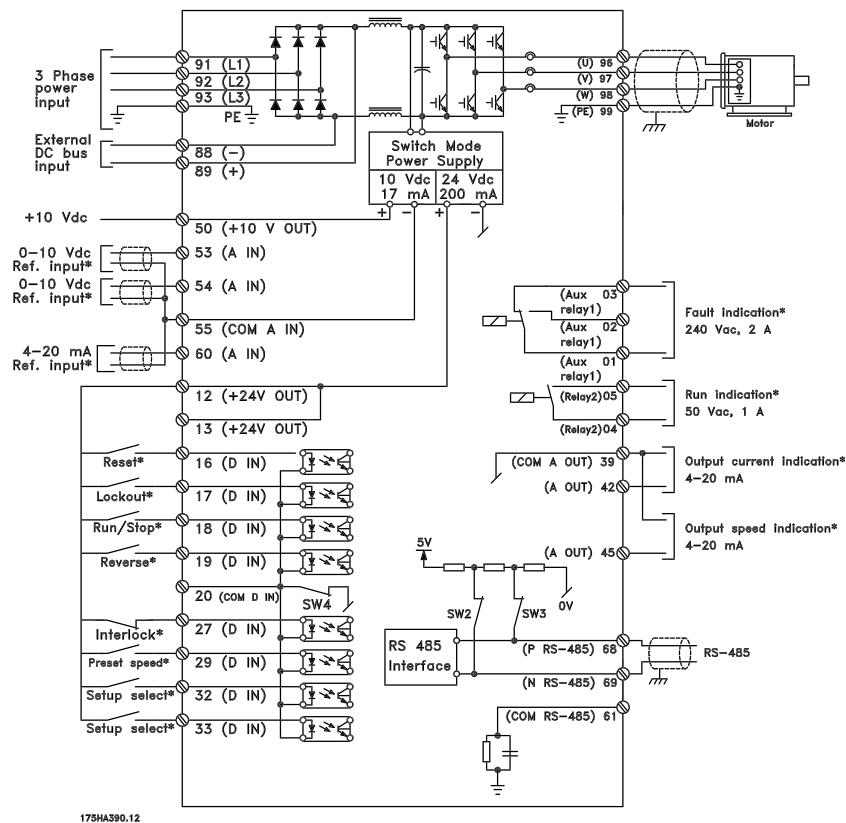 3 Phase
power
input
91 (L1)
92 (L2)
93 (L3)
PE
External
DC bus
input
88 (-)
89 (+)
(U) 96
(V) 97
(W) 98
(PE) 99
Motor
Switch Mode
Power Supply
10 Vdc
17 mA
24 Vdc
200 mA
+ - + -
+10 Vdc
50 (+10 V OUT)
0-10 Vdc
Ref. input*
53 (A IN)
0-10 Vdc
Ref. input*
54 (A IN)
55 (COM A IN)
4-20 mA
Ref. input*
60 (A IN)
12 (+24V OUT)
13 (+24V OUT)
Reset*
16 (D IN)
Lockout*
17 (D IN)
Run/Stop*
18 (D IN)
Reverse*
19 (D IN)
20 (COM D IN)
SW4
Interlock*
27 (D IN)
Preset speed*
29 (D IN)
Setup select*
32 (D IN)
Setup select*
33 (D IN)
(Aux 03
relay1)
(Aux 02
relay1)
(Aux 01
relay1)
Fault indication*
240 Vac, 2 A
(Relay2)05
(Relay2)04
Run indication*
50 Vac, 1 A
(COM A OUT) 39
(A OUT) 42
Output current indication*
4-20 mA
(A OUT) 45
Output speed indication*
4-20 mA
5V
0V
SW2
SW3
RS 485
Interface
(P RS-485) 68
(N RS-485) 69
RS-485
(COM RS-485) 61
175HA390.12